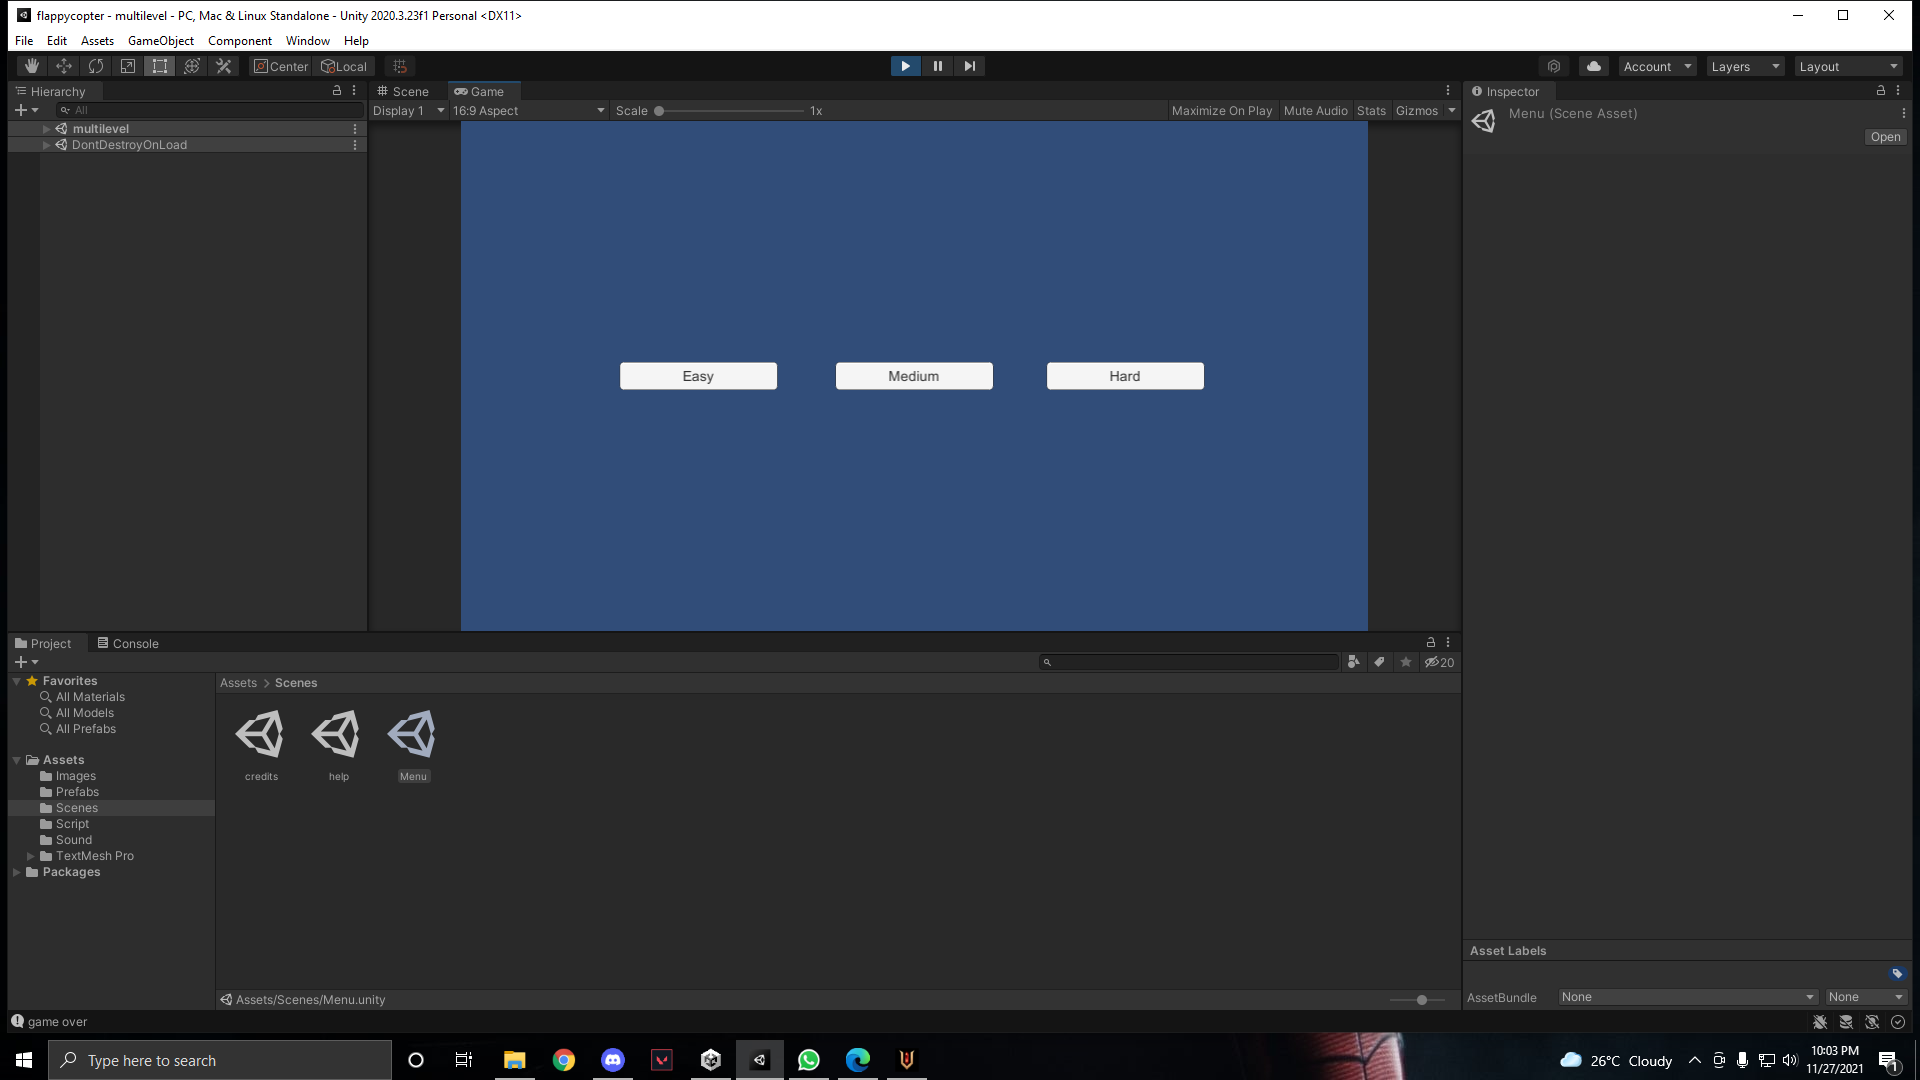 flappycopter - multilevel - PC, Mac & Linux Standalone - Unity 2020.3.23f1 Personal <DX11>
File Edit Assets GameObject Component Window Help
Center Local Account Layers Layout
Hierarchy
All
multilevel
DontDestroyOnLoad
Scene Game
Display 1 16:9 Aspect Scale 1x Maximize On Play Mute Audio Stats Gizmos
Easy Medium Hard
Inspector
Menu (Scene Asset)
Open
Project Console
20
Favorites
All Materials
All Models
All Prefabs
Assets
Images
Prefabs
Scenes
Script
Sound
TextMesh Pro
Packages
Assets > Scenes
credits help Menu
Assets/Scenes/Menu.unity
Asset Labels
AssetBundle None None
game over
Type here to search
26°C Cloudy
10:03 PM
11/27/2021
1